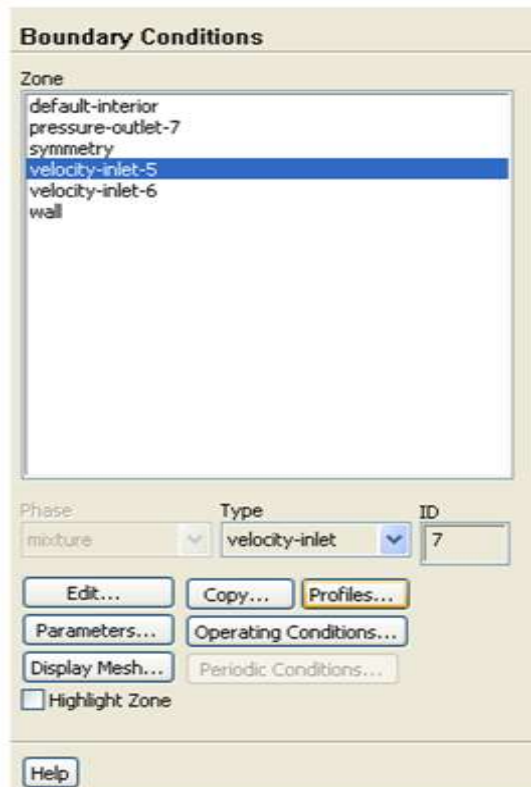 Boundary Conditions
Zone
default-interior
pressure-outlet-7
symmetry
velocity-inlet-5
velocity-inlet-6
wall
Phase Type ID
mixture velocity-inlet 7
Edit... Copy... Profiles...
Parameters... Operating Conditions...
Display Mesh... Periodic Conditions...
Highlight Zone
Help